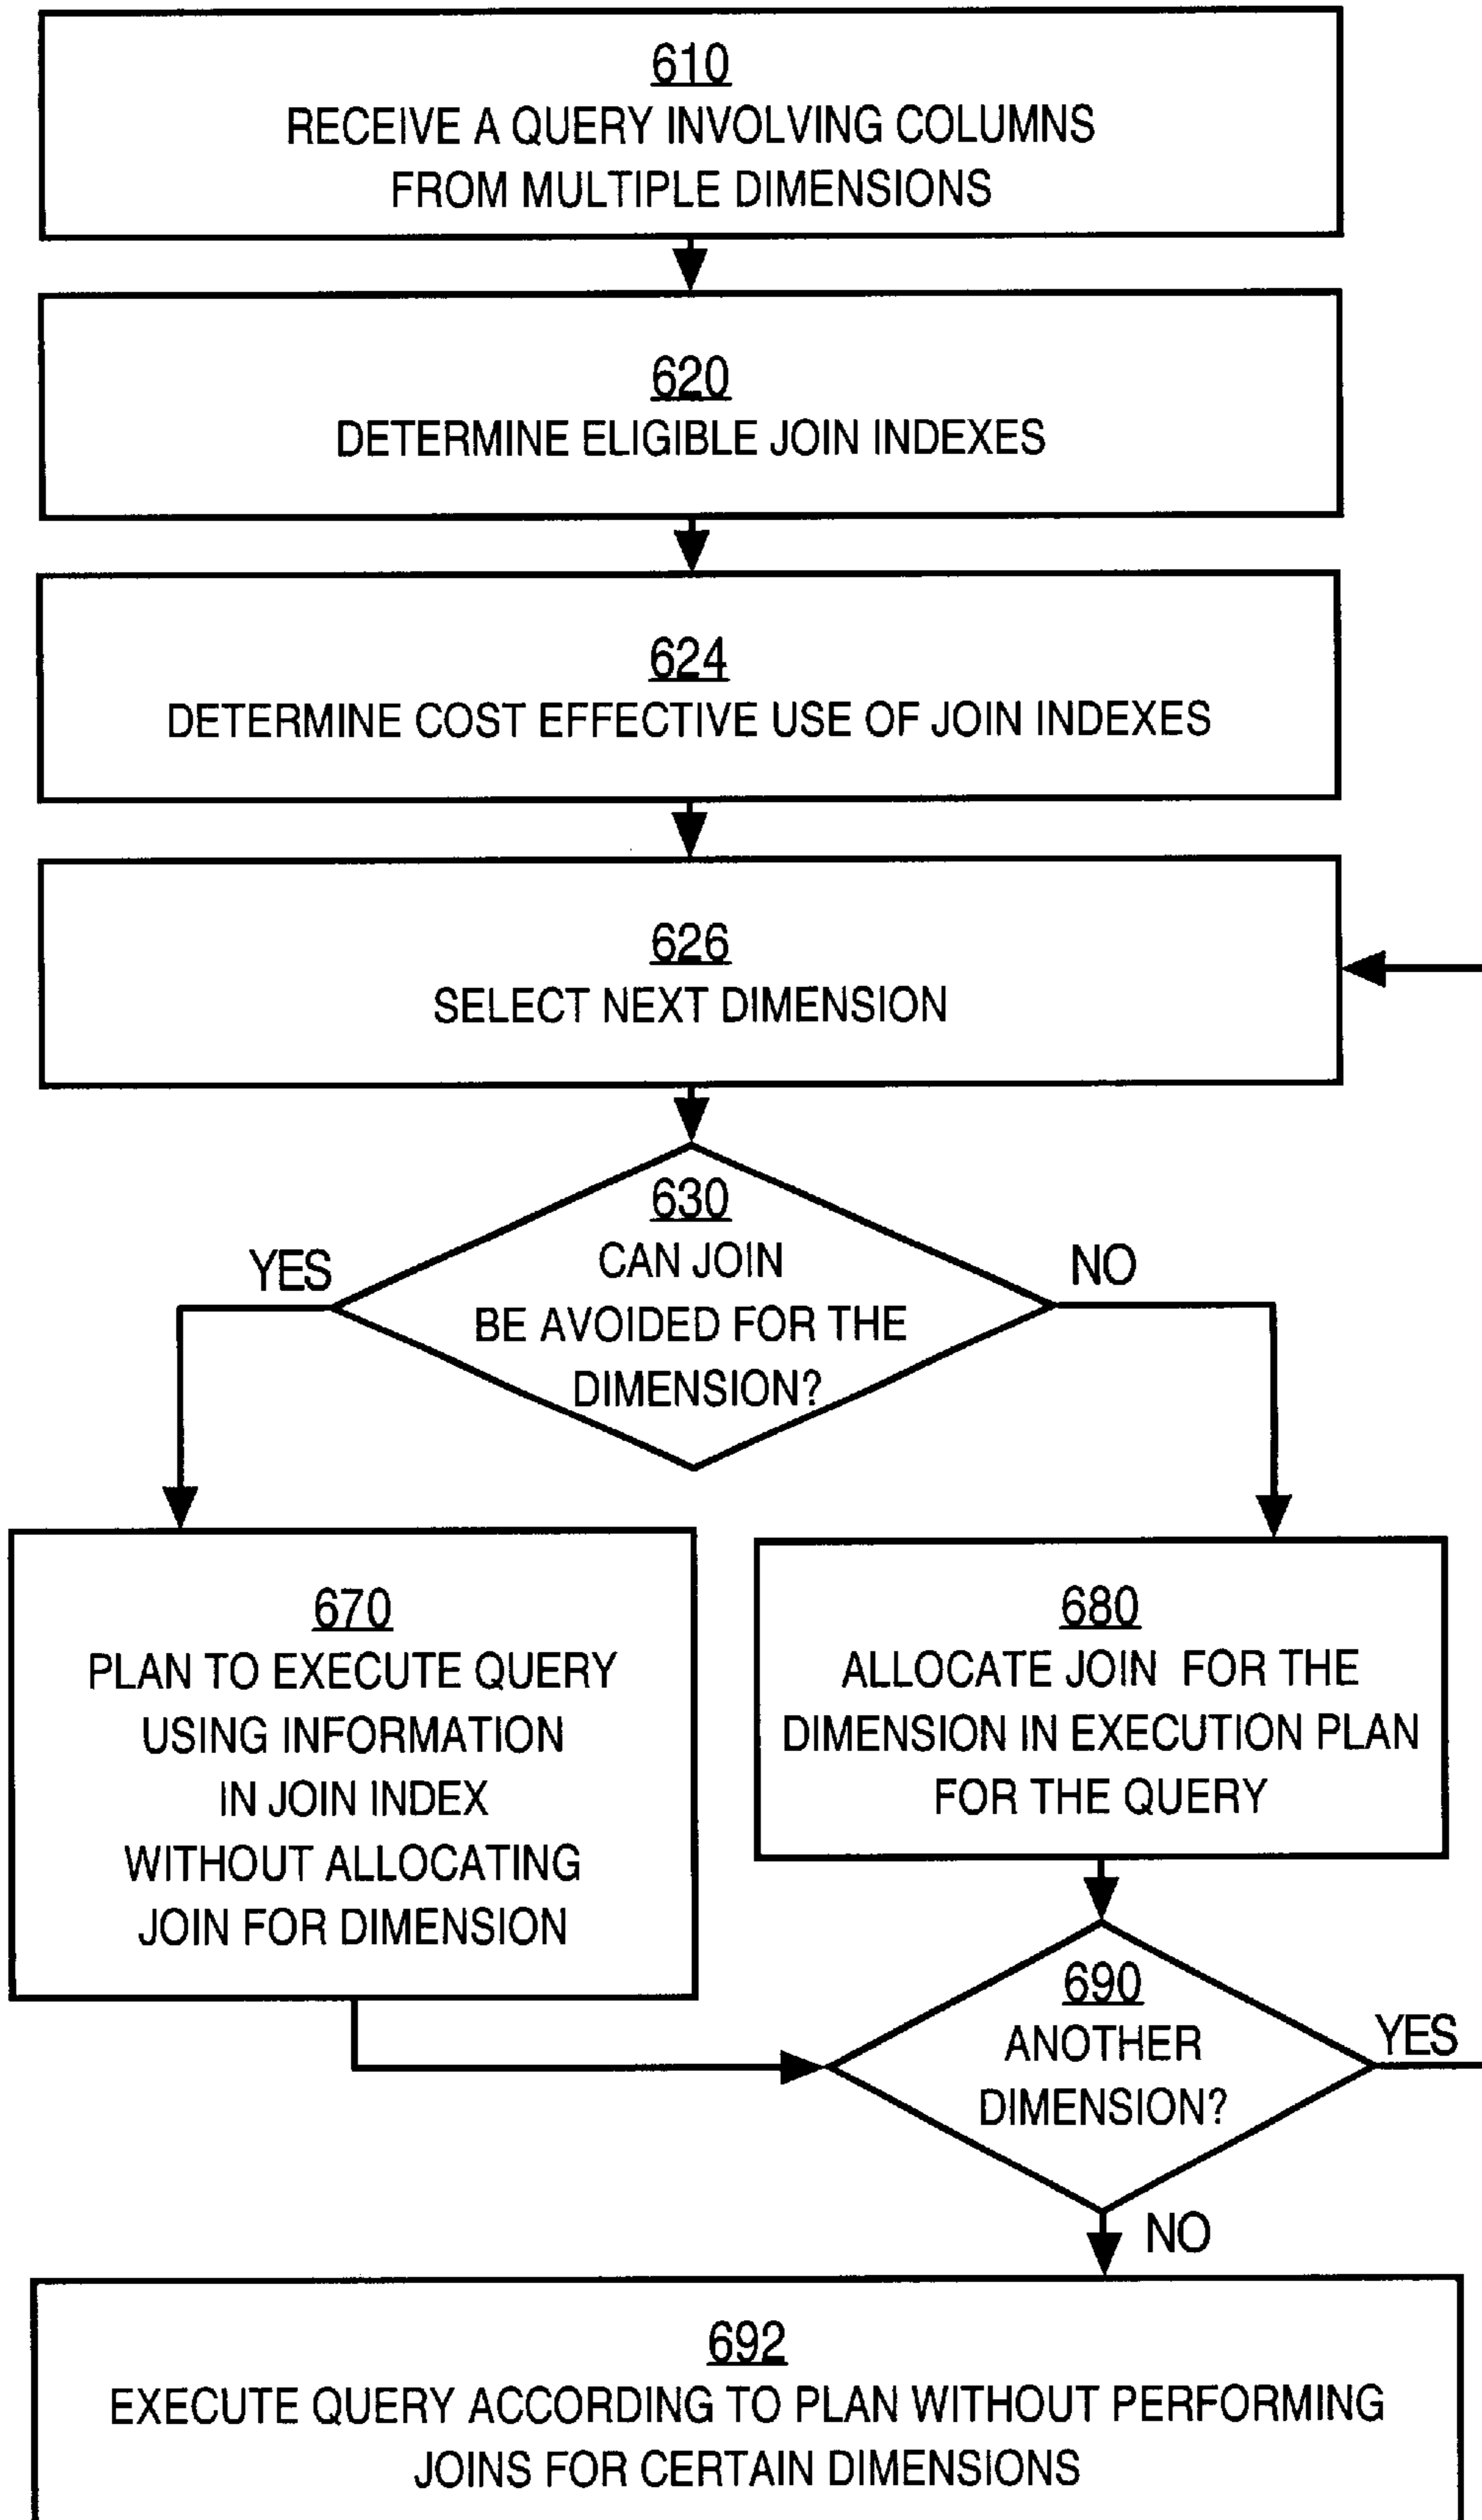 610
RECEIVE A QUERY INVOLVING COLUMNS
FROM MULTIPLE DIMENSIONS
620
DETERMINE ELIGIBLE JOIN INDEXES
624
DETERMINE COST EFFECTIVE USE OF JOIN INDEXES
626
SELECT NEXT DIMENSION
630
CAN JOIN
BE AVOIDED FOR THE
DIMENSION?
YES
NO
670
PLAN TO EXECUTE QUERY
USING INFORMATION
IN JOIN INDEX
WITHOUT ALLOCATING
JOIN FOR DIMENSION
680
ALLOCATE JOIN FOR THE
DIMENSION IN EXECUTION PLAN
FOR THE QUERY
690
ANOTHER
DIMENSION?
YES
NO
692
EXECUTE QUERY ACCORDING TO PLAN WITHOUT PERFORMING
JOINS FOR CERTAIN DIMENSIONS